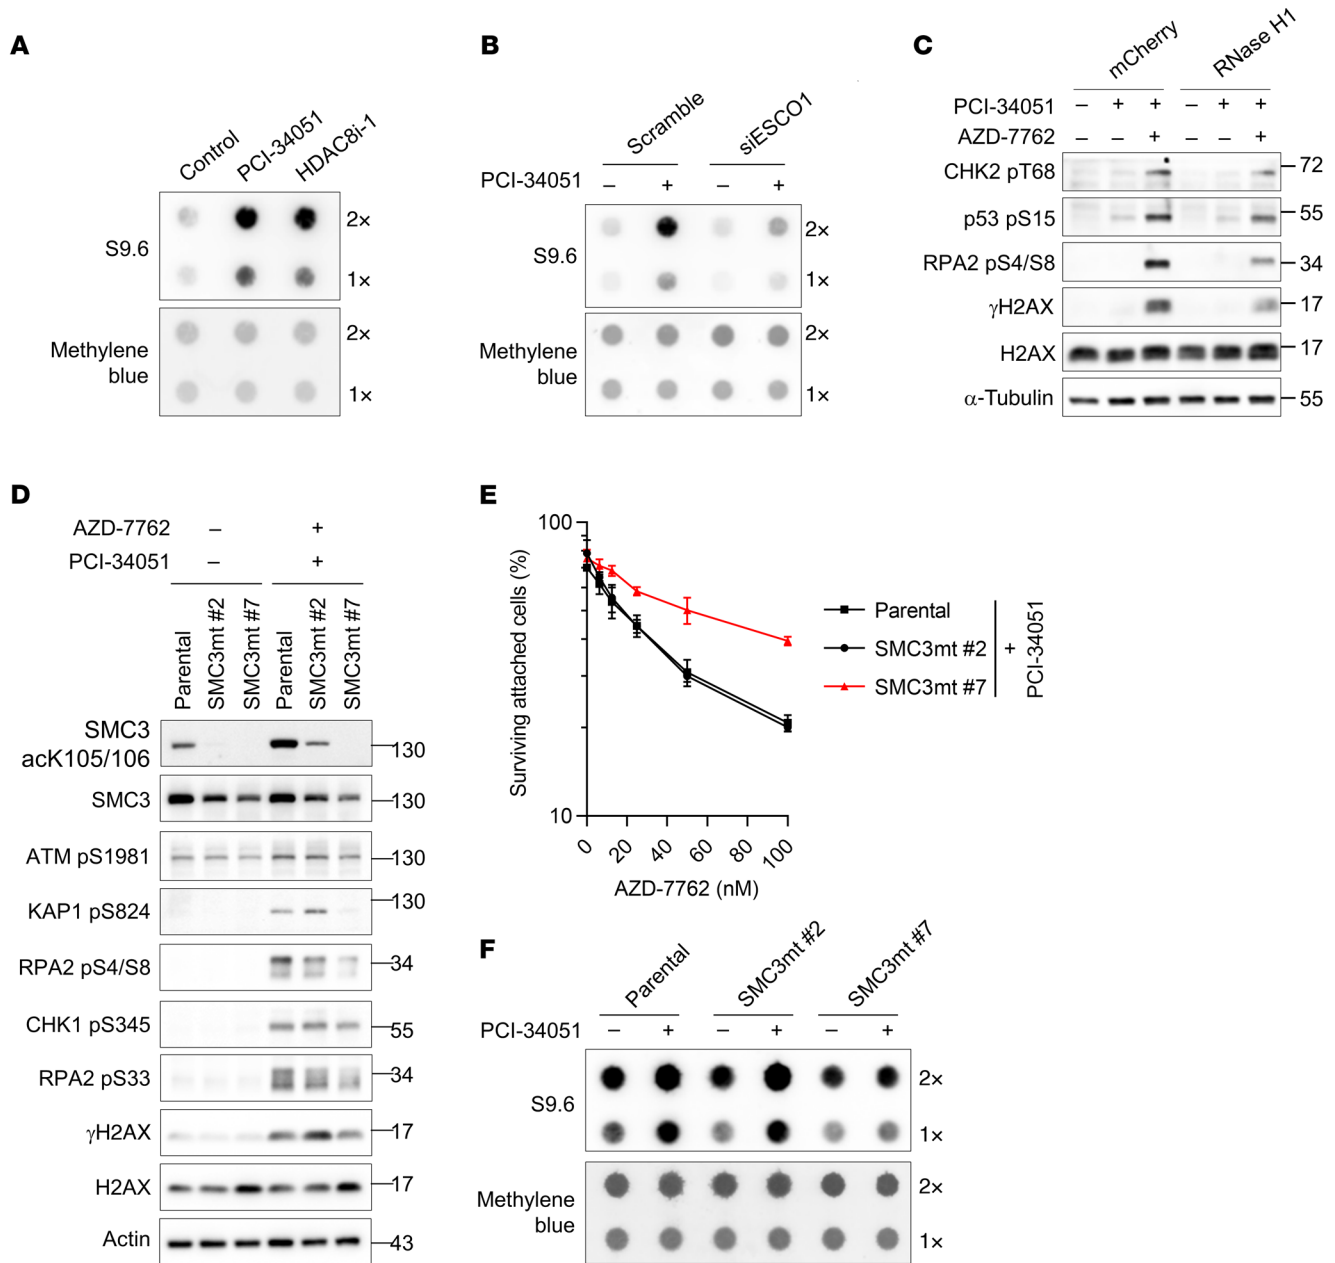 A
Control
PCI-34051
HDAC8i-1
S9.6
2×
1×
Methylene
blue
2×
1×
B
Scramble
siESCO1
PCI-34051
– + – +
S9.6
2×
1×
Methylene
blue
2×
1×
C
mCherry
RNase H1
PCI-34051 – + + – + +
AZD-7762 – – + – – +
CHK2 pT68 72
p53 pS15 55
RPA2 pS4/S8 34
γH2AX 17
H2AX 17
α-Tubulin 55
D
AZD-7762 – +
PCI-34051 – +
Parental
SMC3mt #2
SMC3mt #7
Parental
SMC3mt #2
SMC3mt #7
SMC3
acK105/106 130
SMC3 130
ATM pS1981 130
KAP1 pS824 130
RPA2 pS4/S8 34
CHK1 pS345 55
RPA2 pS33 34
γH2AX 17
H2AX 17
Actin 43
E
Surviving attached cells (%)
100
10
0 20 40 60 80 100
AZD-7762 (nM)
Parental
SMC3mt #2
SMC3mt #7
+
PCI-34051
F
Parental
SMC3mt #2
SMC3mt #7
PCI-34051 – + – + – +
S9.6
2×
1×
Methylene
blue
2×
1×